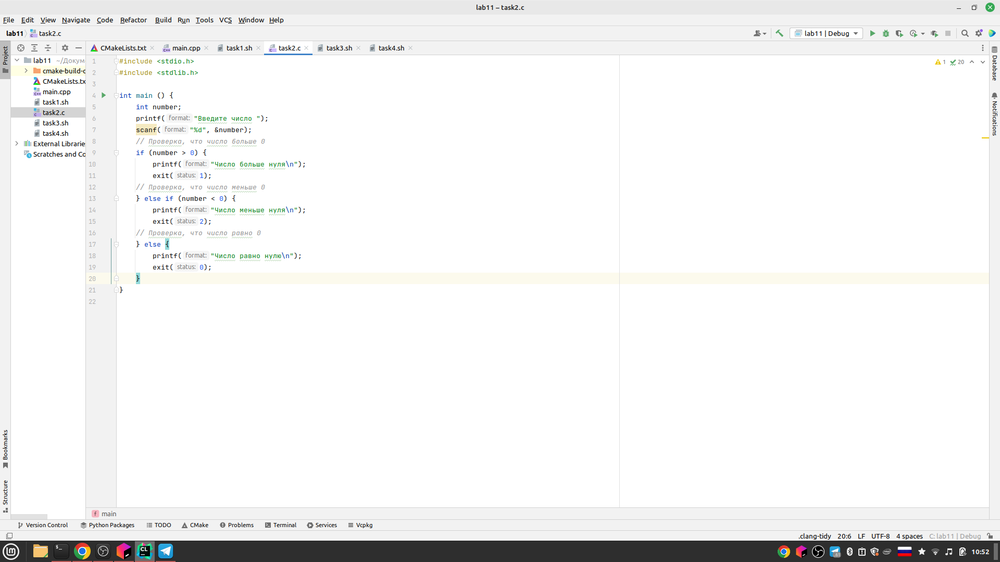 lab11 – task2.c
File Edit View Navigate Code Refactor Build Run Tools VCS Window Help
lab11 task2.c
lab11 | Debug
CMakeLists.txt main.cpp task1.sh task2.c task3.sh task4.sh
Project
lab11 ~/Докум
cmake-build-d
CMakeLists.tx
main.cpp
task1.sh
task2.c
task3.sh
task4.sh
External Librarie
Scratches and Co
Bookmarks
Structure
1 #include <stdio.h>
2 #include <stdlib.h>
3
4 int main () {
5 int number;
6 printf( format: "Введите число ");
7 scanf( format: "%d", &number);
8 // Проверка, что число больше 0
9 if (number > 0) {
10 printf( format: "Число больше нуля\n");
11 exit( status: 1);
12 // Проверка, что число меньше 0
13 } else if (number < 0) {
14 printf( format: "Число меньше нуля\n");
15 exit( status: 2);
16 // Проверка, что число равно 0
17 } else {
18 printf( format: "Число равно нулю\n");
19 exit( status: 0);
20 }
21 }
22
1 20
Database
Notifications
f main
Version Control Python Packages TODO CMake Problems Terminal Services Vcpkg
.clang-tidy 20:6 LF UTF-8 4 spaces C: lab11 | Debug
CL
61
10:52